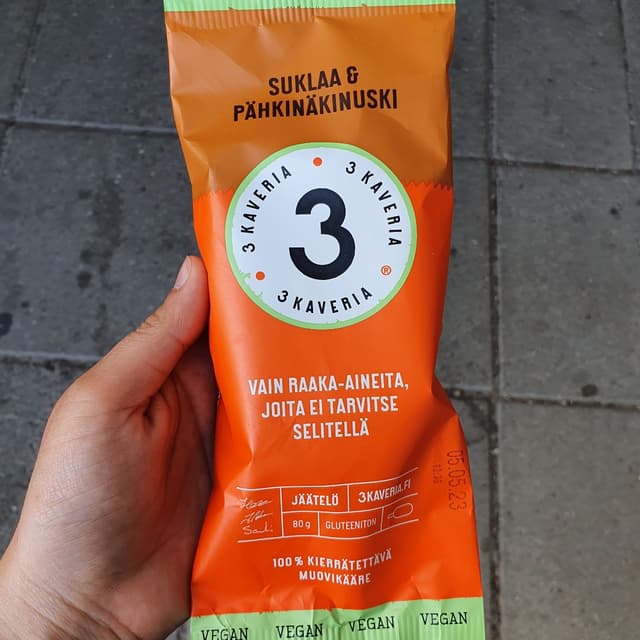 SUKLAA &
PÄHKINÄKINUSKI
3 KAVERIA • 3 KAVERIA • 3 KAVERIA ®
3
VAIN RAAKA-AINEITA,
JOITA EI TARVITSE
SELITELLÄ
JÄÄTELÖ 3KAVERIA.FI
80 g GLUTEENITON
100 % KIERRÄTETTÄVÄ
MUOVIKÄÄRE
05.05.23
VEGAN VEGAN VEGAN VEGAN